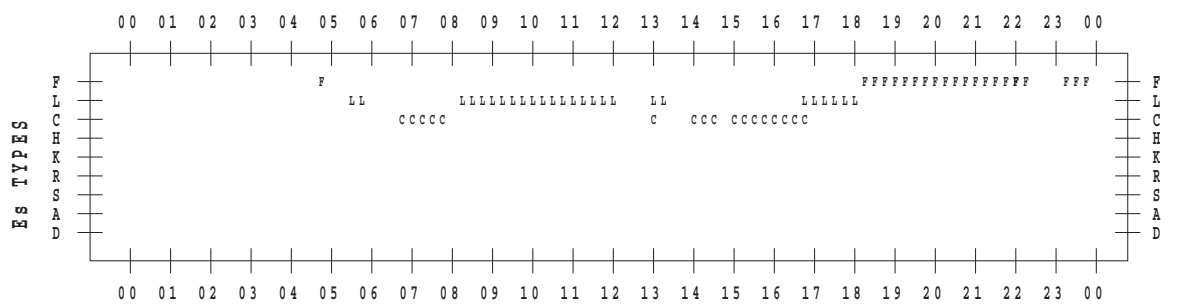 00 01 02 03 04 05 06 07 08 09 10 11 12 13 14 15 16 17 18 19 20 21 22 23 00
F F FFFFFFFFFFFFFFFFF FFF F
L LL LLLLLLLLLLLLLLLL LL LLLLLL L
C CCCCC C CCC CCCCCCCC C
H H
K K
R R
S S
A A
D D
Es TYPES
00 01 02 03 04 05 06 07 08 09 10 11 12 13 14 15 16 17 18 19 20 21 22 23 00